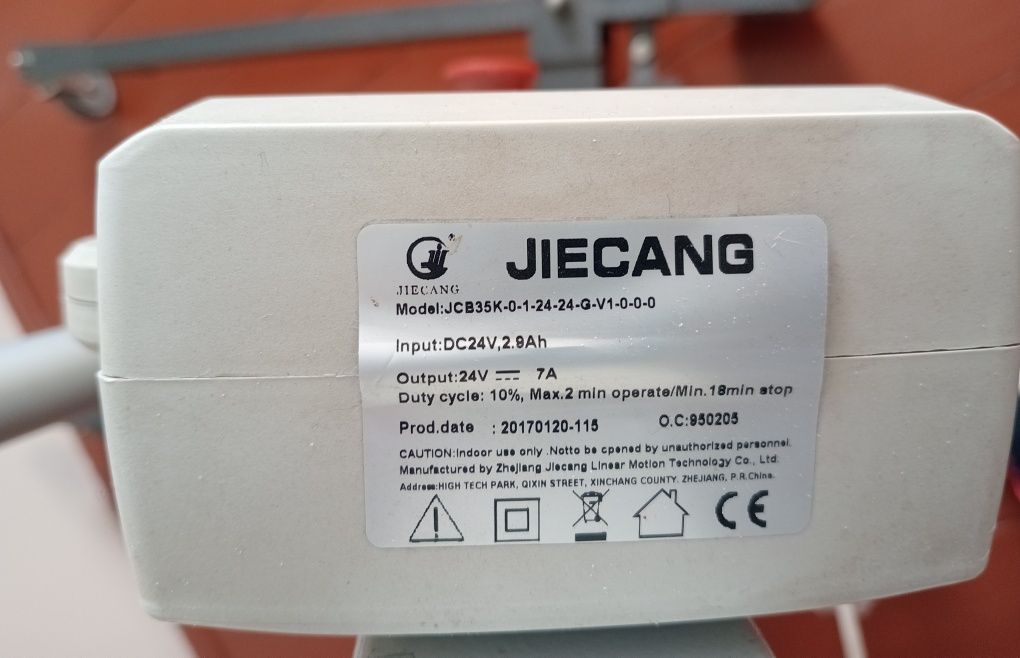 JIECANG
JIECANG
Model:JCB35K-0-1-24-24-G-V1-0-0-0
Input:DC24V,2.9Ah
Output:24V ⎓ 7A
Duty cycle: 10%, Max.2 min operate/Min.18min stop
Prod.date : 20170120-115 O.C:950205
CAUTION:Indoor use only .Notto be opened by unauthorized personnel.
Manufactured by Zhejiang Jiecang Linear Motion Technology Co., Ltd.
Address:HIGH TECH PARK, QIXIN STREET, XINCHANG COUNTY. ZHEJIANG, P.R.China.
CE